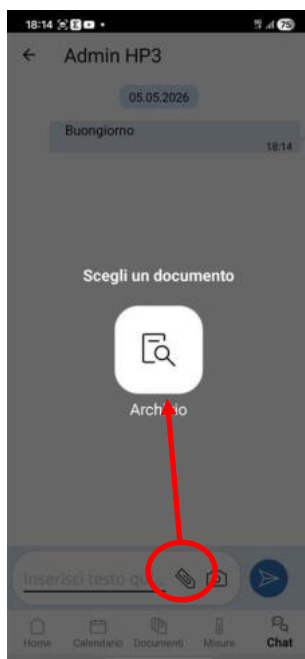 18:14
75
Admin HP3
05.05.2026
Buongiorno
18:14
Scegli un documento
Archivio
Inserisci testo qu...
Home Calendario Documenti Misure Chat